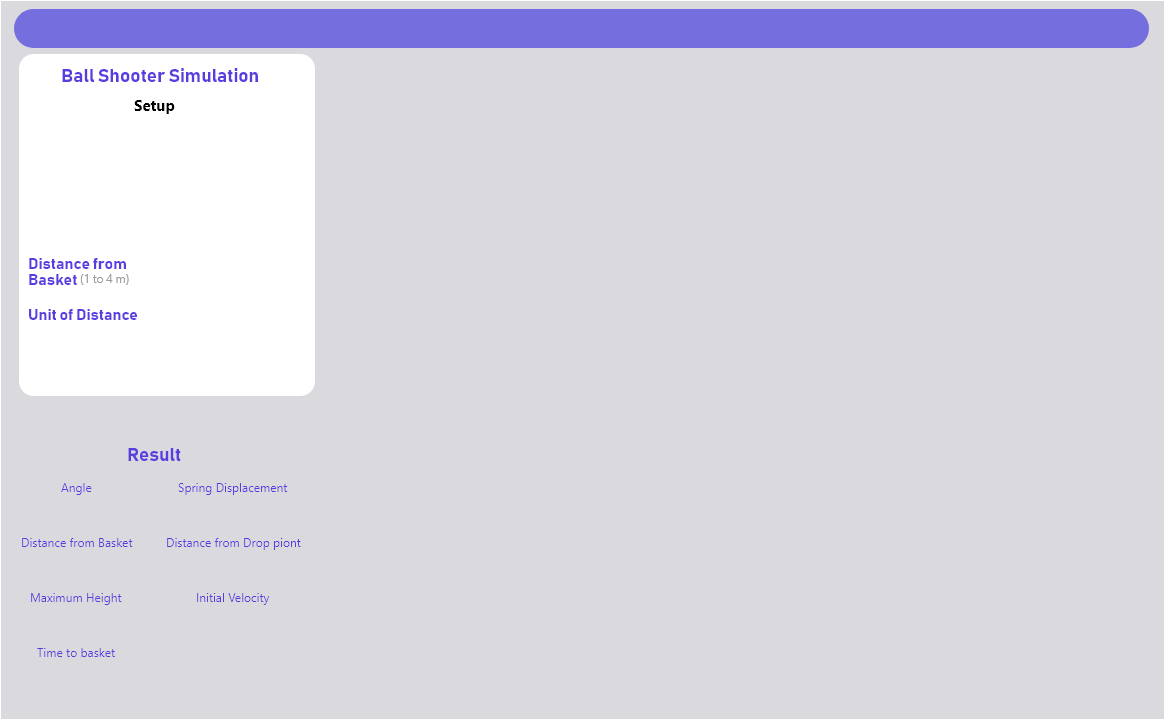 Ball Shooter Simulation
Setup
Distance from
Basket (1 to 4 m)
Unit of Distance
Result
Angle Spring Displacement
Distance from Basket Distance from Drop piont
Maximum Height Initial Velocity
Time to basket